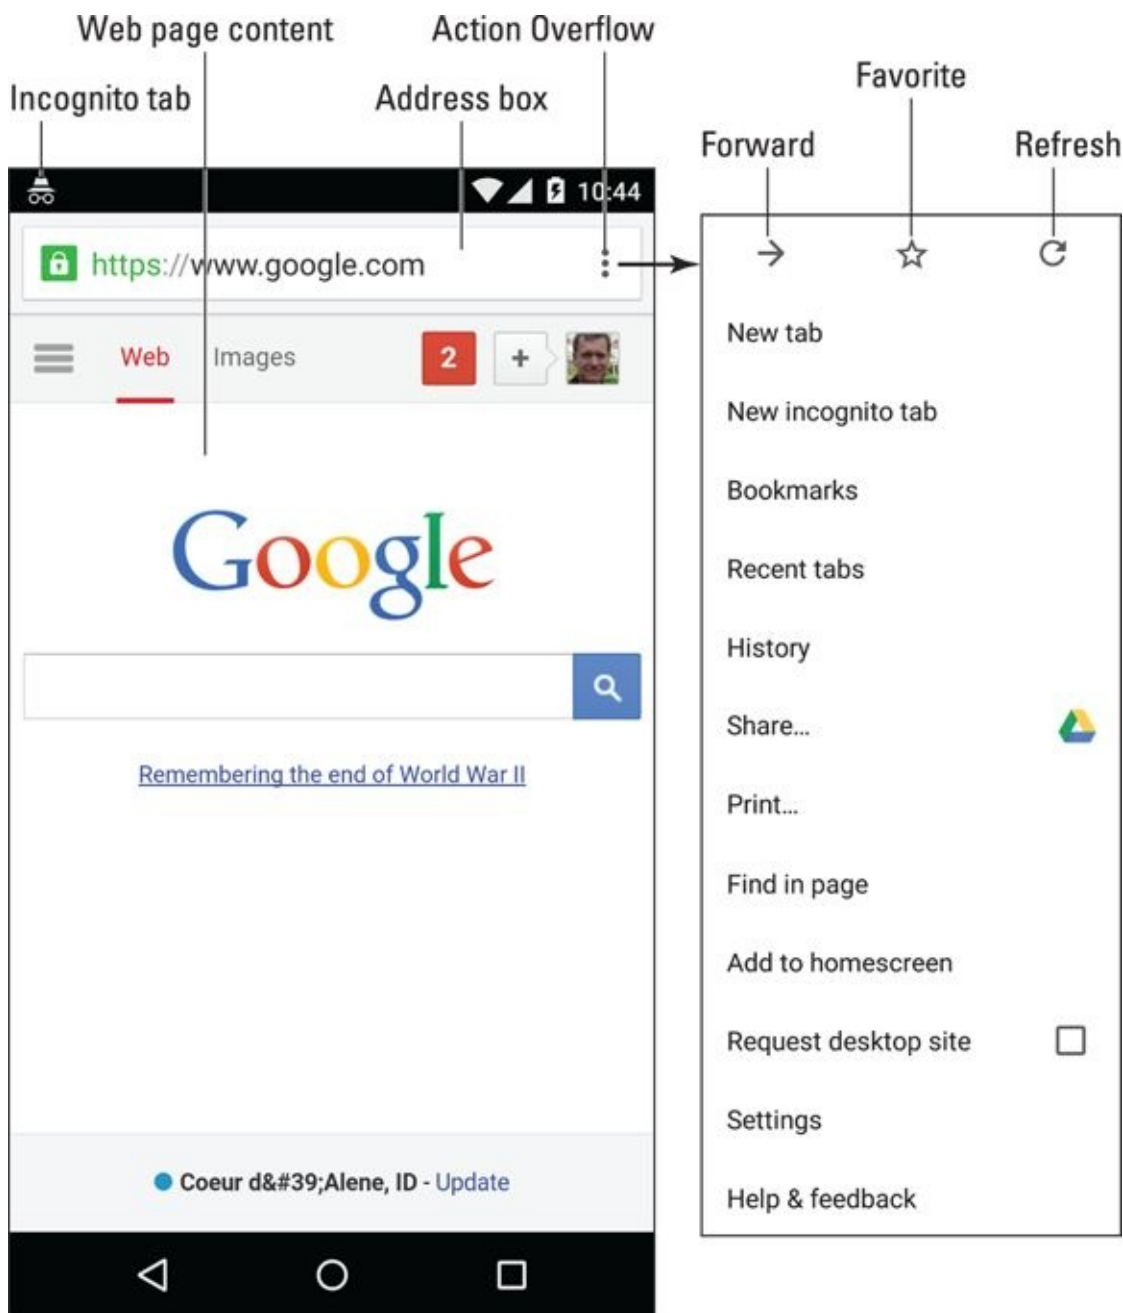 Web page content
Action Overflow
Incognito tab
Address box
Favorite
Forward
Refresh
10:44
https://www.google.com
Web Images 2 +
Google
Remembering the end of World War II
Coeur d&#39;Alene, ID - Update
New tab
New incognito tab
Bookmarks
Recent tabs
History
Share...
Print...
Find in page
Add to homescreen
Request desktop site
Settings
Help & feedback